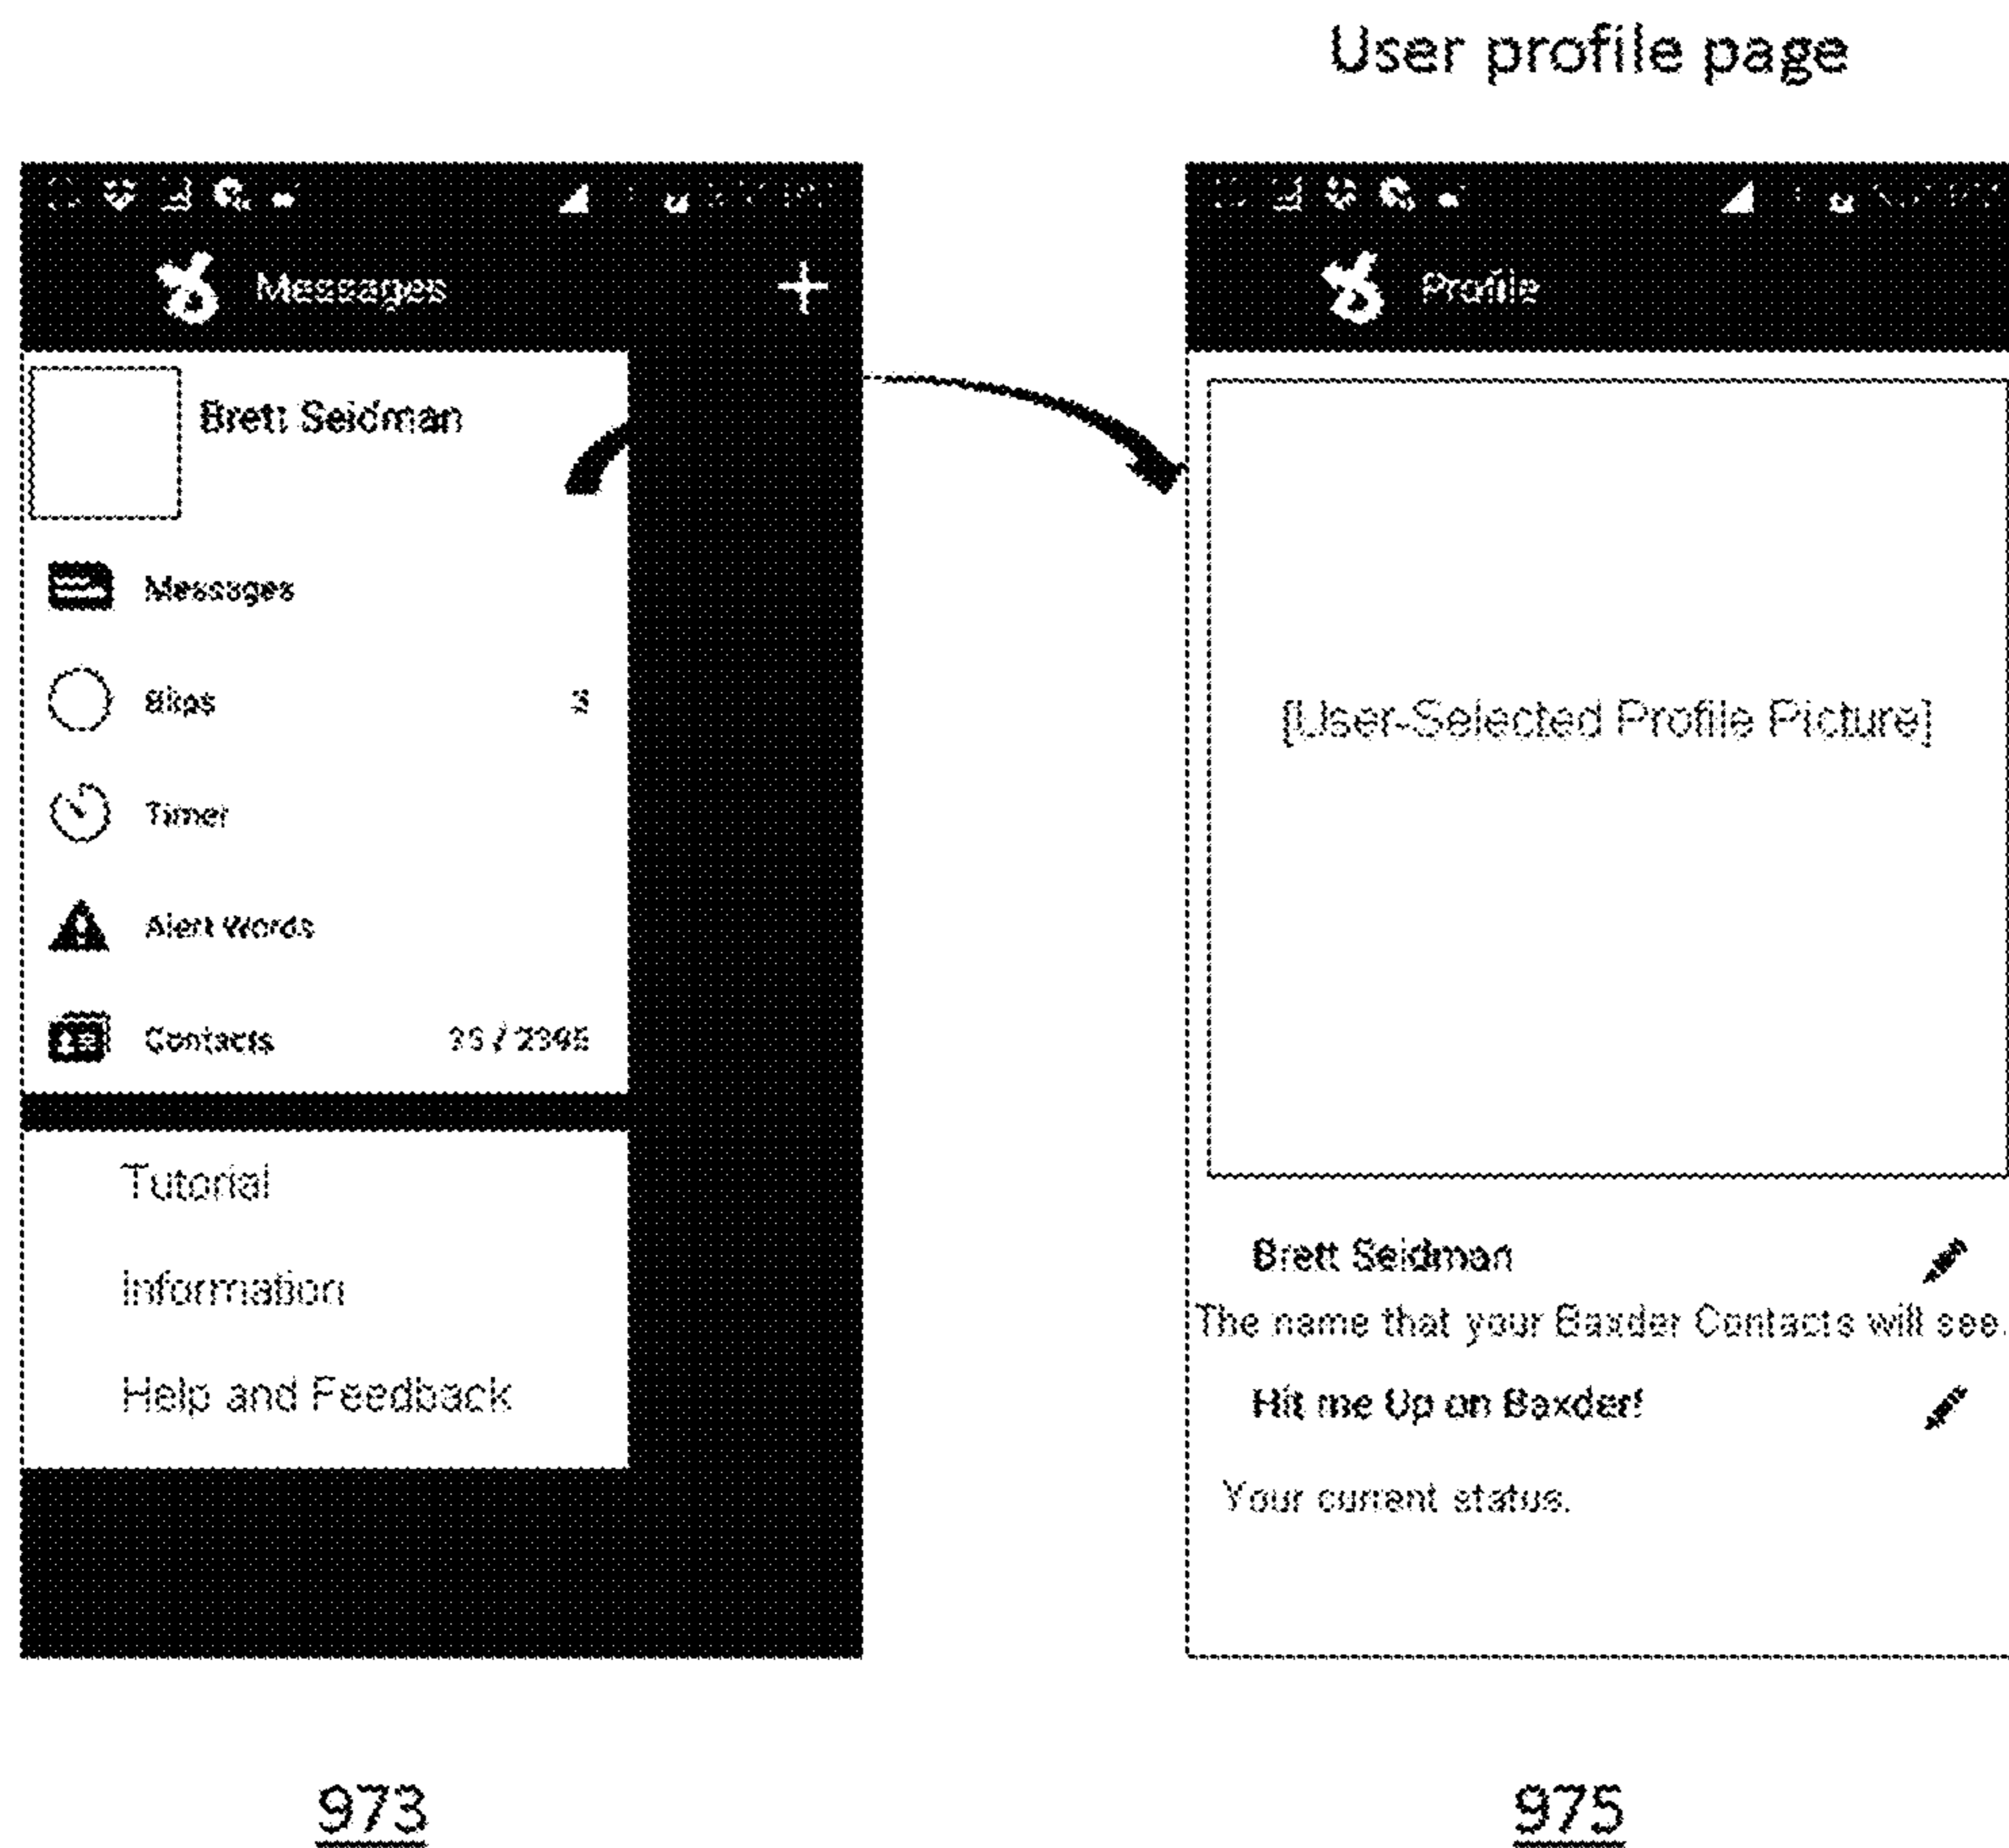 User profile page
Messages
Brett Seidman
Messages
Blips
Timer
Alert Words
Contacts
Tutorial
Information
Help and Feedback
973
Profile
[User-Selected Profile Picture]
Brett Seidman
The name that your Baxder Contacts will see.
Hit me Up on Baxder!
Your current status.
975